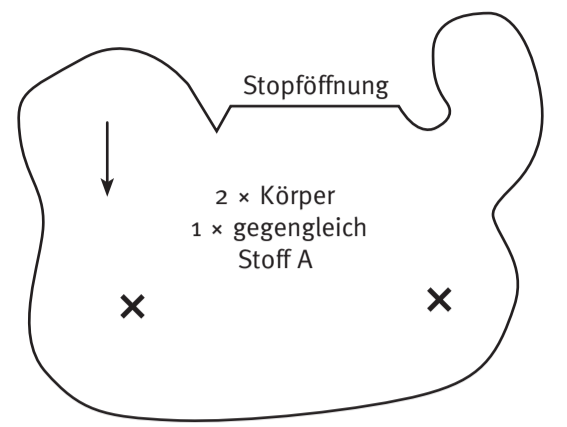 Stopföffnung
2 × Körper
1 × gegengleich
Stoff A